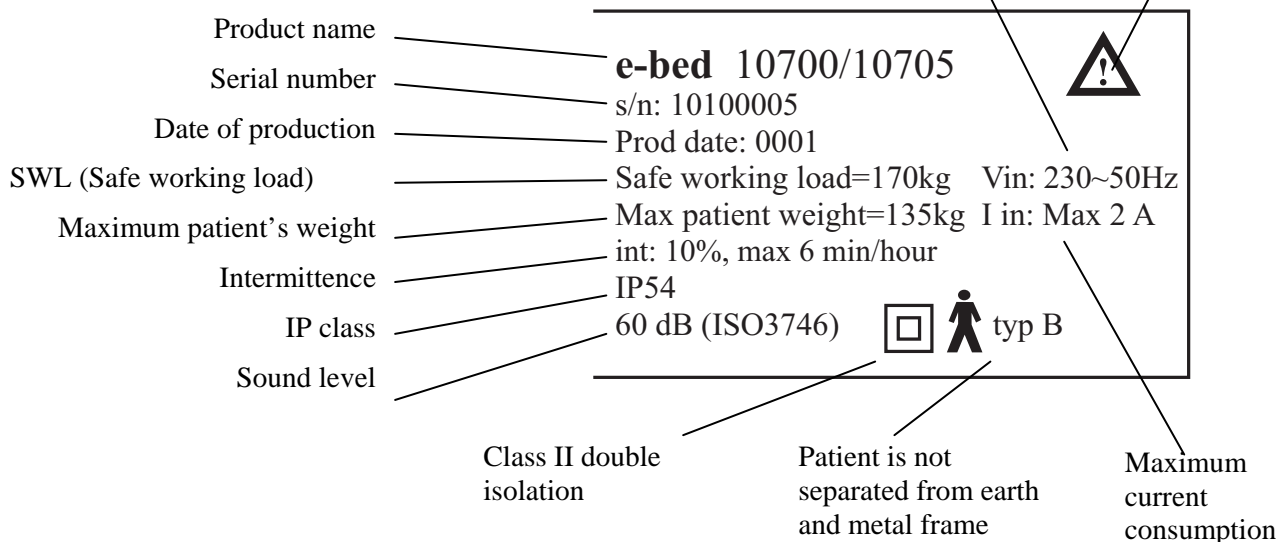 Product name
Serial number
Date of production
SWL (Safe working load)
Maximum patient’s weight
Intermittence
IP class
Sound level
e-bed 10700/10705
s/n: 10100005
Prod date: 0001
Safe working load=170kg Vin: 230~50Hz
Max patient weight=135kg I in: Max 2 A
int: 10%, max 6 min/hour
IP54
60 dB (ISO3746) typ B
!
Class II double
isolation
Patient is not
separated from earth
and metal frame
Maximum
current
consumption